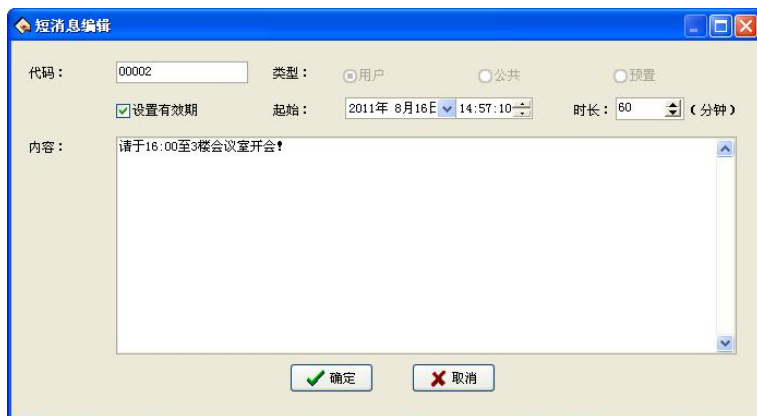 短消息编辑
代码： 00002 类型： 用户 公共 预置
设置有效期 起始： 2011年 8月16日 14:57:10 时长： 60 (分钟)
内容： 请于16:00至3楼会议室开会!
确定 取消